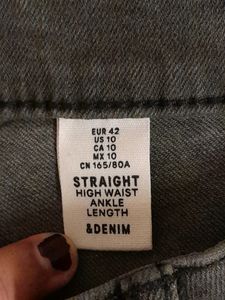 EUR 42
US 10
CA 10
MX 10
CN 165/80A
STRAIGHT
HIGH WAIST
ANKLE
LENGTH
&DENIM